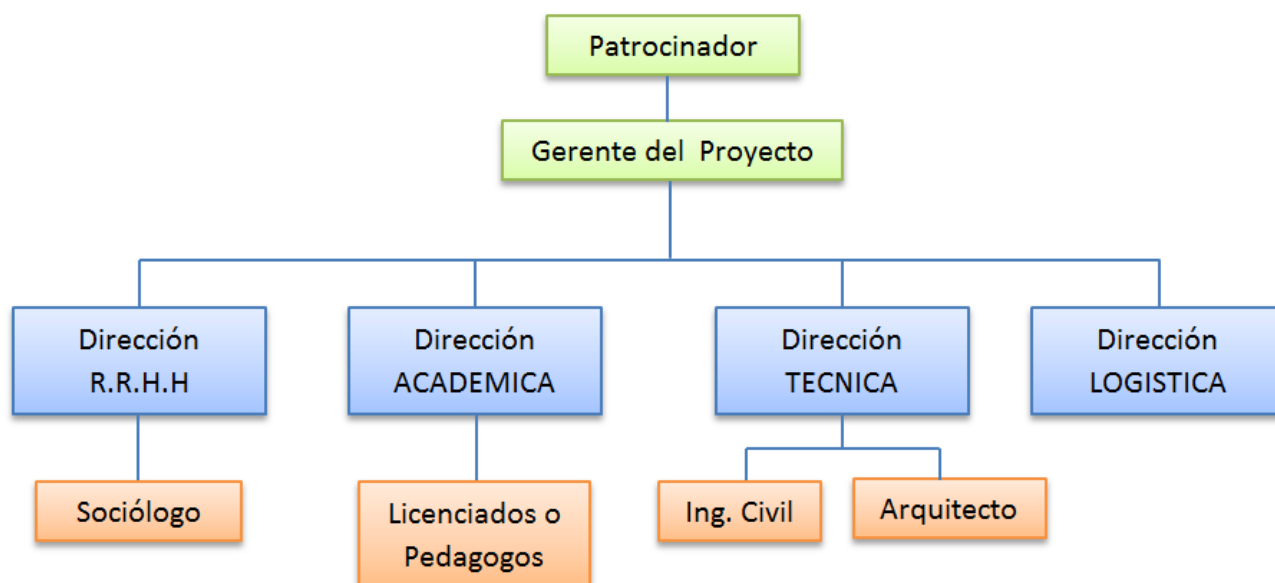 Patrocinador
Gerente del Proyecto
Dirección
R.R.H.H
Dirección
ACADEMICA
Dirección
TECNICA
Dirección
LOGISTICA
Sociólogo
Licenciados o
Pedagogos
Ing. Civil
Arquitecto